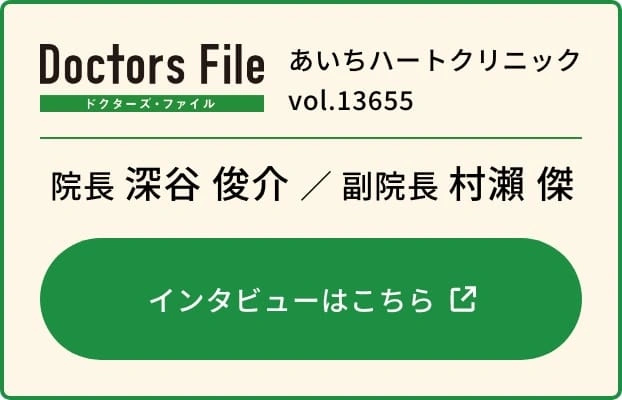 Doctors File
ドクターズ・ファイル
あいちハートクリニック
vol.13655
院長 深谷 俊介 ／ 副院長 村瀨 傑
インタビューはこちら